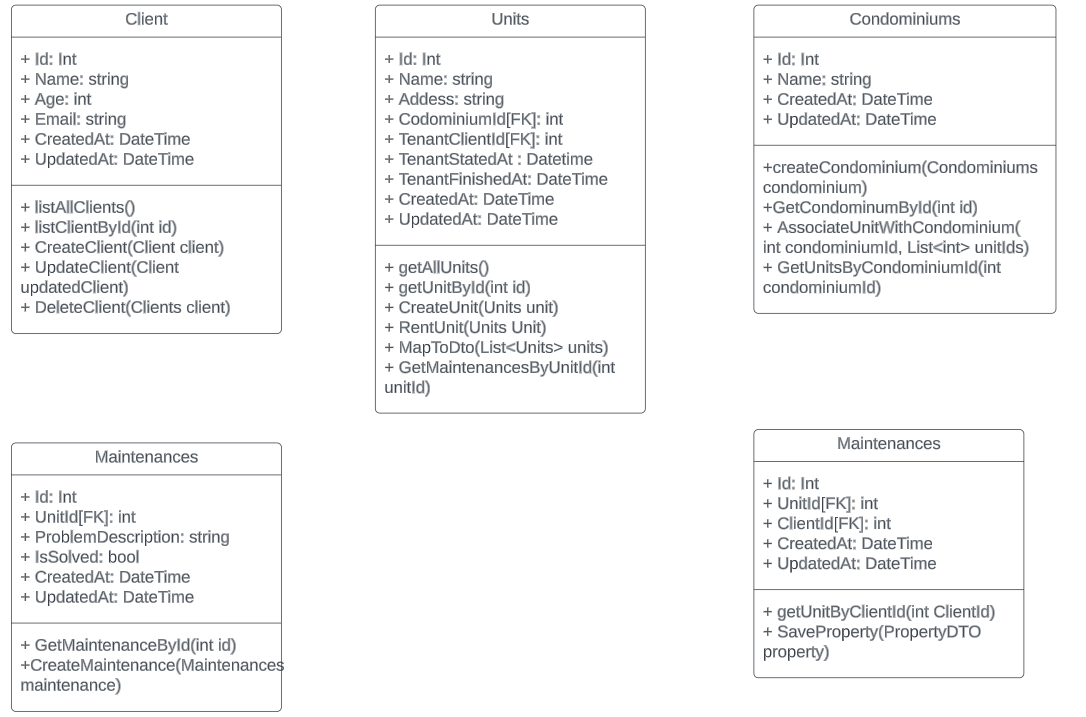 Client
+ Id: Int
+ Name: string
+ Age: int
+ Email: string
+ CreatedAt: DateTime
+ UpdatedAt: DateTime
+ listAllClients()
+ listClientById(int id)
+ CreateClient(Client client)
+ UpdateClient(Client
updatedClient)
+ DeleteClient(Clients client)
Units
+ Id: Int
+ Name: string
+ Addess: string
+ CodominiumId[FK]: int
+ TenantClientId[FK]: int
+ TenantStatedAt : Datetime
+ TenantFinishedAt: DateTime
+ CreatedAt: DateTime
+ UpdatedAt: DateTime
+ getAllUnits()
+ getUnitById(int id)
+ CreateUnit(Units unit)
+ RentUnit(Units Unit)
+ MapToDto(List<Units> units)
+ GetMaintenancesByUnitId(int
unitId)
Condominiums
+ Id: Int
+ Name: string
+ CreatedAt: DateTime
+ UpdatedAt: DateTime
+createCondominium(Condominiums
condominium)
+GetCondominumById(int id)
+ AssociateUnitWithCondominium(
int condominiumId, List<int> unitIds)
+ GetUnitsByCondominiumId(int
condominiumId)
Maintenances
+ Id: Int
+ UnitId[FK]: int
+ ProblemDescription: string
+ IsSolved: bool
+ CreatedAt: DateTime
+ UpdatedAt: DateTime
+ GetMaintenanceById(int id)
+CreateMaintenance(Maintenances
maintenance)
Maintenances
+ Id: Int
+ UnitId[FK]: int
+ ClientId[FK]: int
+ CreatedAt: DateTime
+ UpdatedAt: DateTime
+ getUnitByClientId(int ClientId)
+ SaveProperty(PropertyDTO
property)